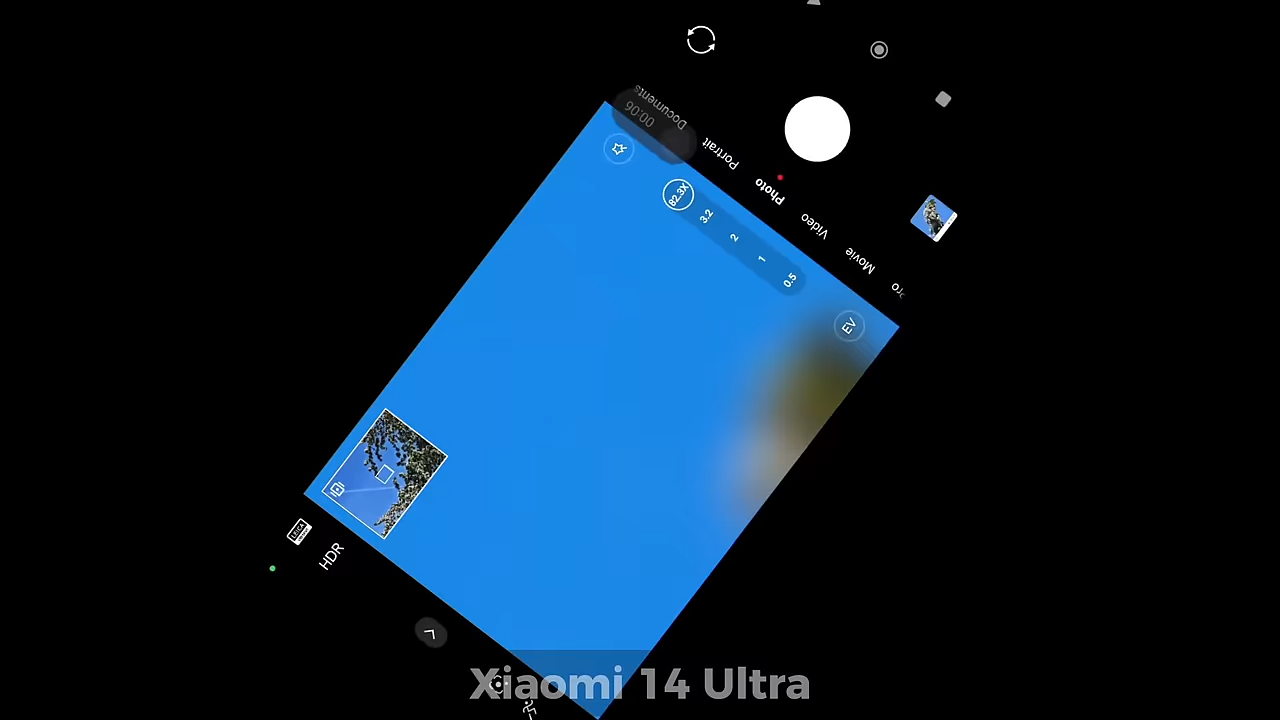 Documents
00:06
Portrait
Photo
Video
Movie
82.3X
3.2
2
1
0.5
EV
LEICA
HDR
Xiaomi 14 Ultra